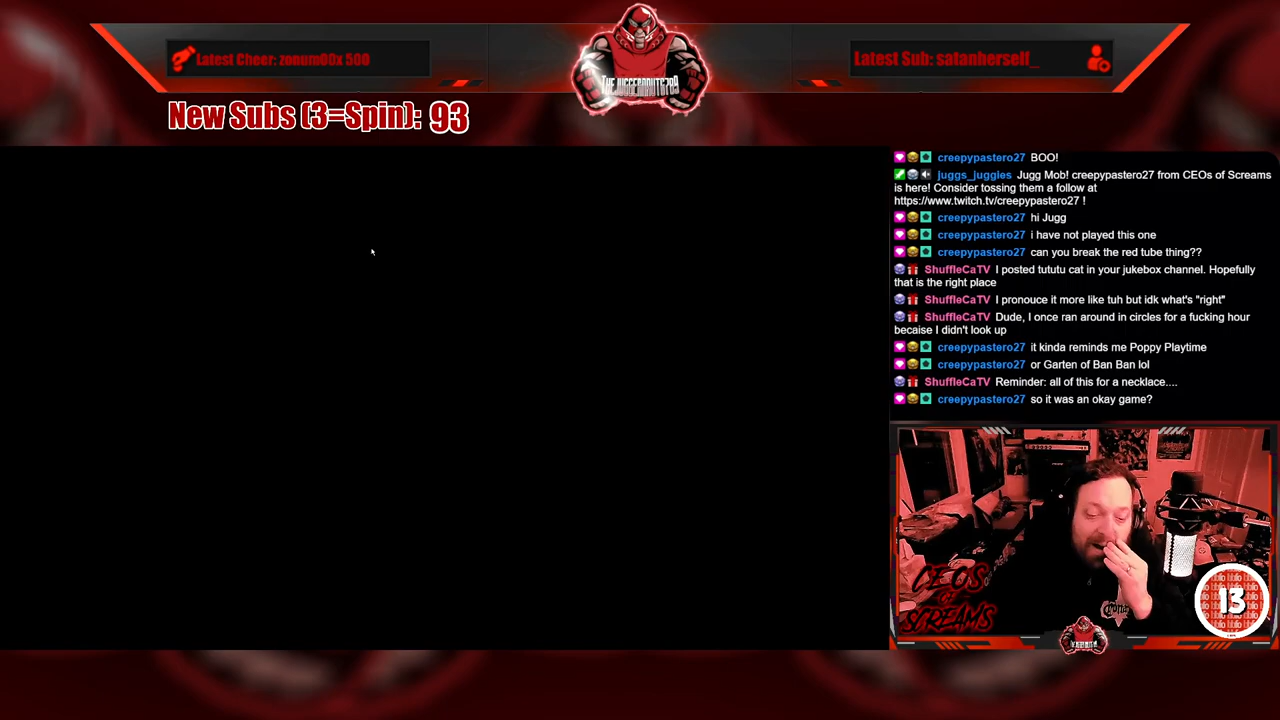 Latest Cheer: zonum00x 500
THEJUGGERNAUT6789
Latest Sub: satanherself_
New Subs (3=Spin): 93
creepypastero27 BOO!
juggs_juggles Jugg Mob! creepypastero27 from CEOs of Screams
is here! Consider tossing them a follow at
https://www.twitch.tv/creepypastero27 !
creepypastero27 hi Jugg
creepypastero27 i have not played this one
creepypastero27 can you break the red tube thing??
ShuffleCaTV I posted tututu cat in your jukebox channel. Hopefully
that is the right place
ShuffleCaTV I pronouce it more like tuh but idk what's "right"
ShuffleCaTV Dude, I once ran around in circles for a fucking hour
becaise I didn't look up
creepypastero27 it kinda reminds me Poppy Playtime
creepypastero27 or Garten of Ban Ban lol
ShuffleCaTV Reminder: all of this for a necklace....
creepypastero27 so it was an okay game?
CEOS
OF
SCREAMS
13